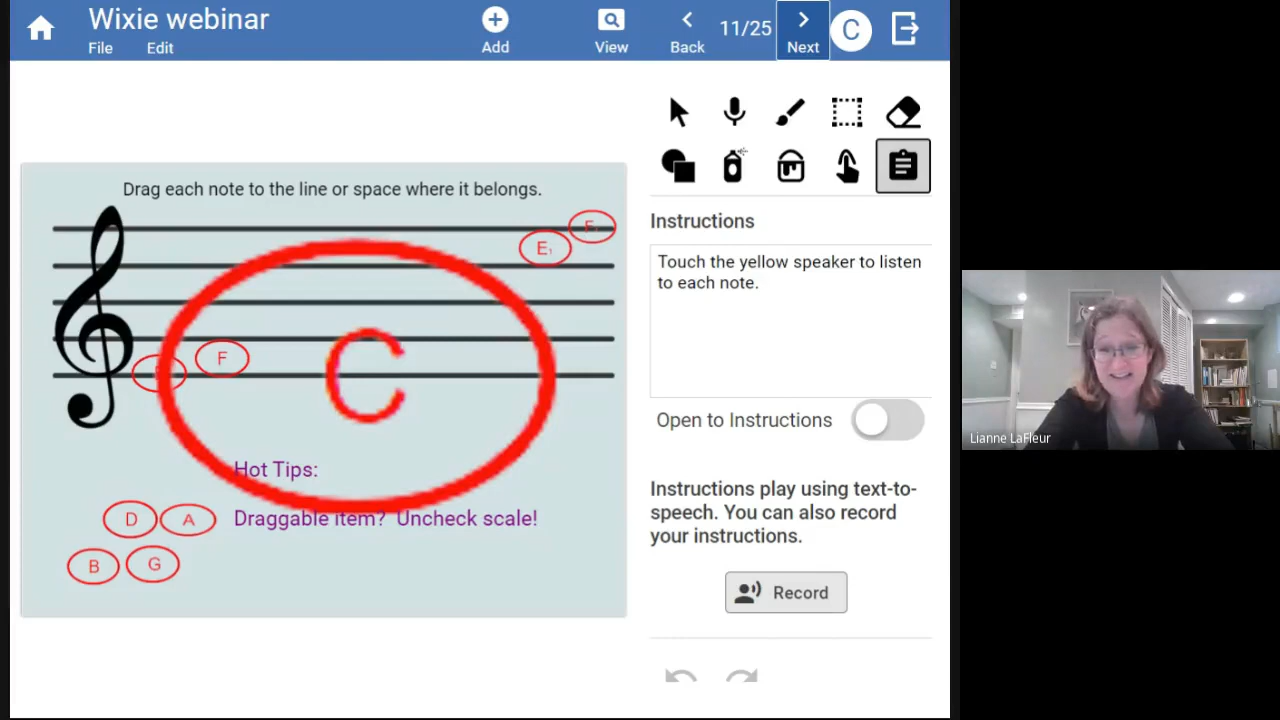 Wixie webinar
File Edit
Add
View
Back
11/25
Next
C
Drag each note to the line or space where it belongs.
E₁
F
C
Hot Tips:
Draggable item? Uncheck scale!
D A
B G
Instructions
Touch the yellow speaker to listen
to each note.
Open to Instructions
Instructions play using text-to-
speech. You can also record
your instructions.
Record
Lianne LaFleur